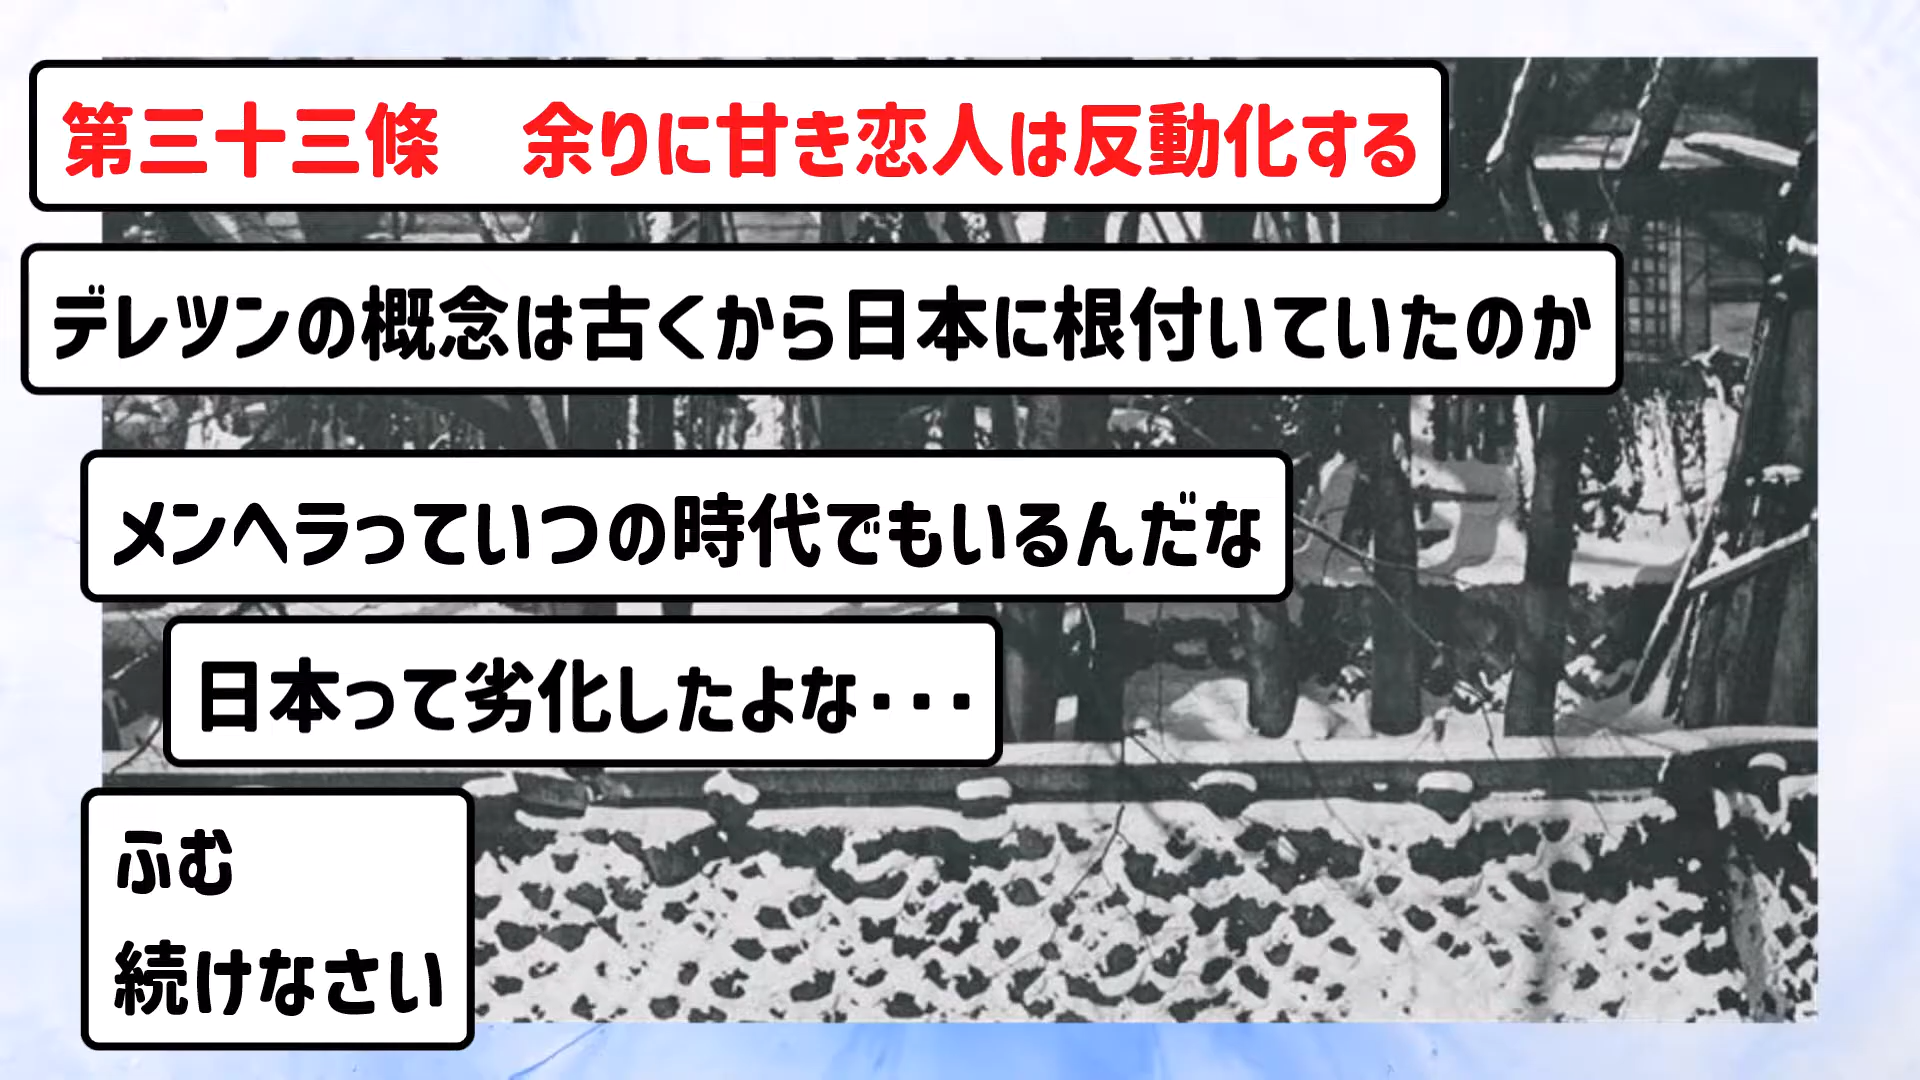 第三十三條　余りに甘き恋人は反動化する
デレツンの概念は古くから日本に根付いていたのか
メンヘラっていつの時代でもいるんだな
日本って劣化したよな・・・
ふむ
続けなさい